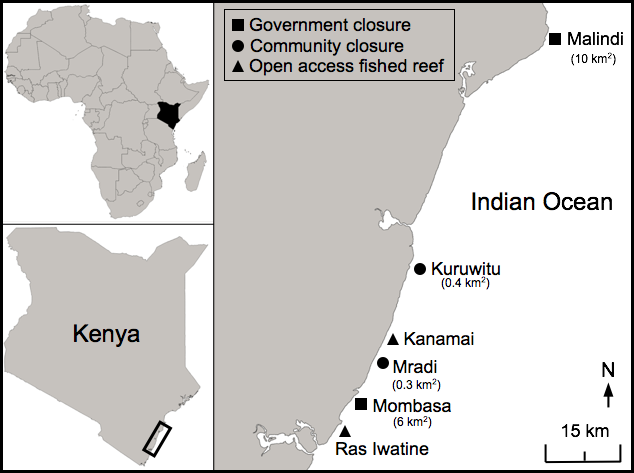 Government closure
Community closure
Open access fished reef
Malindi
(10 km²)
Indian Ocean
Kuruwitu
(0.4 km²)
Kenya
Kanamai
Mradi
(0.3 km²)
N
Mombasa
(6 km²)
15 km
Ras Iwatine